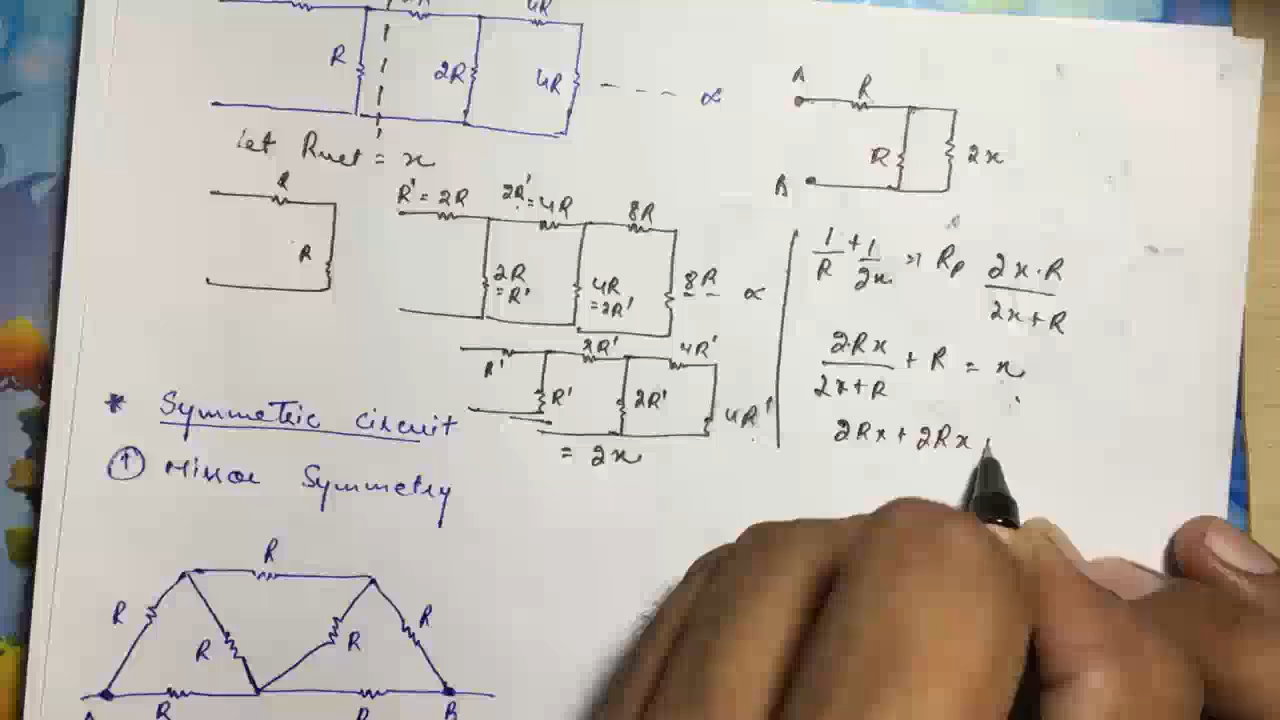 4R
R 2R 4R - - - - ∝
Let Rnet = x
R
R
R' = 2R 2R' = 4R 8R
2R = R' 4R = 2R' 8R ∝
R' 2R' 4R'
R' 2R' 4R'
= 2x
A R
R 2x
B
1/R + 1/2x ⇒ Rp 2x·R/2x+R
2Rx/2x+R + R = x
2Rx + 2Rx
* Symmetric circuit
① Mirror Symmetry
R
R R
R R
A R R B